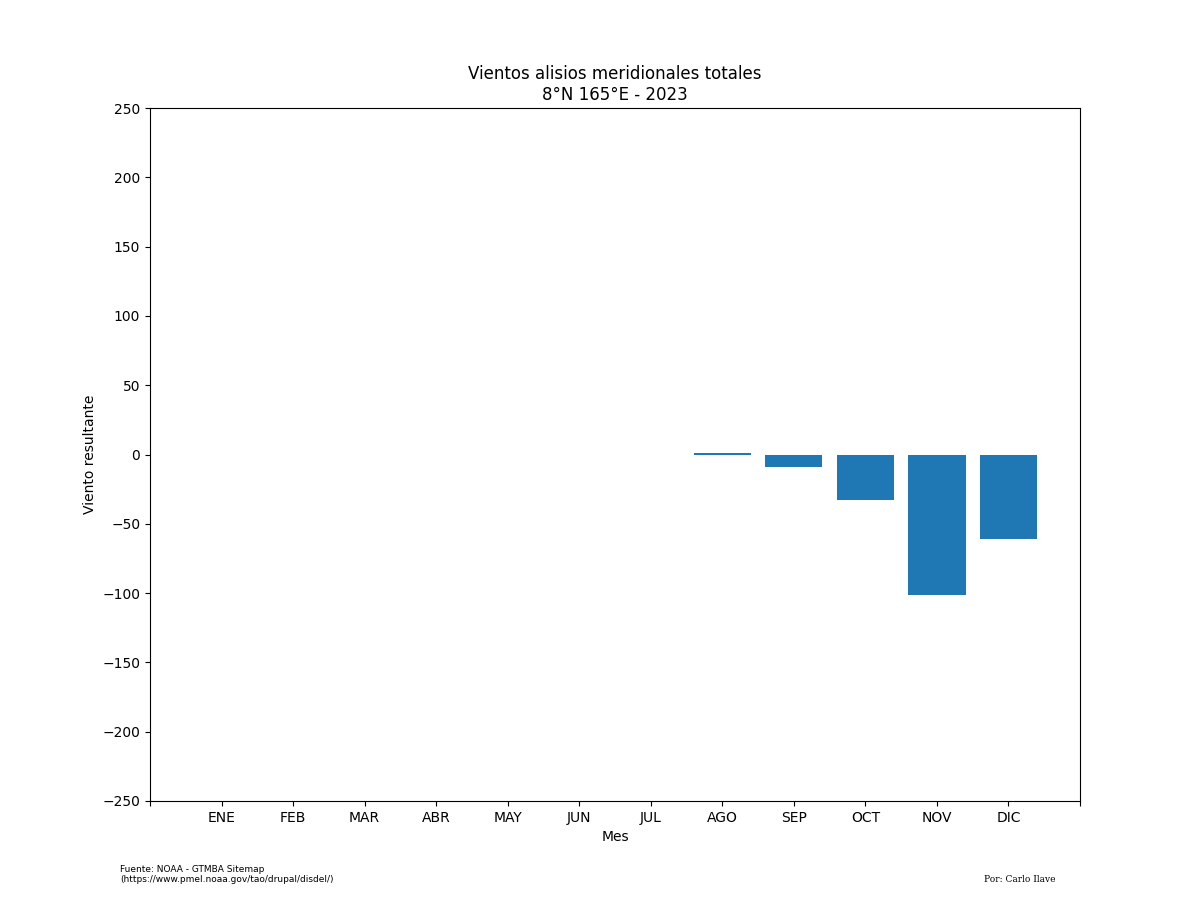 Vientos alisios meridionales totales
8°N 165°E - 2023
250
200
150
100
50
0
−50
−100
−150
−200
−250
Viento resultante
ENE FEB MAR ABR MAY JUN JUL AGO SEP OCT NOV DIC
Mes
Fuente: NOAA - GTMBA Sitemap
(https://www.pmel.noaa.gov/tao/drupal/disdel/)
Por: Carlo Ilave